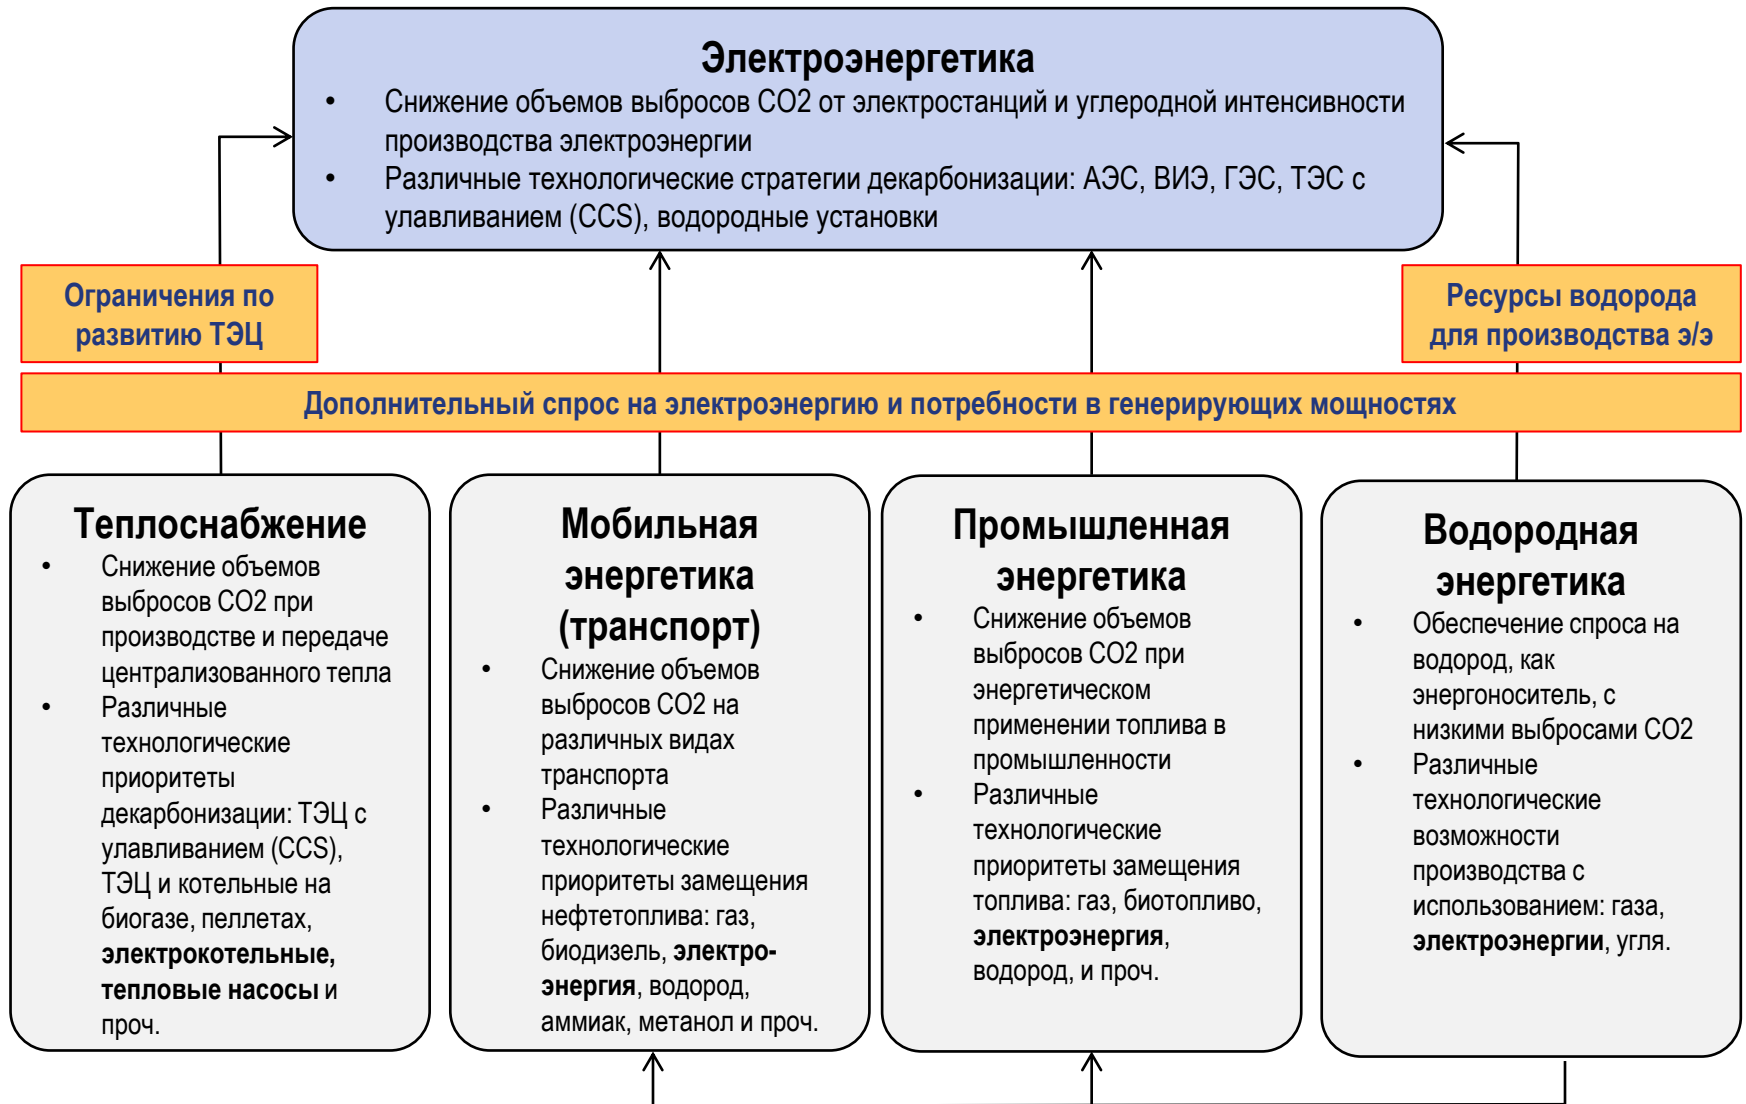 Электроэнергетика
• Снижение объемов выбросов СО2 от электростанций и углеродной интенсивности
производства электроэнергии
• Различные технологические стратегии декарбонизации: АЭС, ВИЭ, ГЭС, ТЭС с
улавливанием (CCS), водородные установки
Ограничения по
развитию ТЭЦ
Ресурсы водорода
для производства э/э
Дополнительный спрос на электроэнергию и потребности в генерирующих мощностях
Теплоснабжение
• Снижение объемов
выбросов СО2 при
производстве и передаче
централизованного тепла
• Различные
технологические
приоритеты
декарбонизации: ТЭЦ с
улавливанием (CCS),
ТЭЦ и котельные на
биогазе, пеллетах,
электрокотельные,
тепловые насосы и
проч.
Мобильная
энергетика
(транспорт)
• Снижение объемов
выбросов СО2 на
различных видах
транспорта
• Различные
технологические
приоритеты замещения
нефтетоплива: газ,
биодизель, электро-
энергия, водород,
аммиак, метанол и проч.
Промышленная
энергетика
• Снижение объемов
выбросов СО2 при
энергетическом
применении топлива в
промышленности
• Различные
технологические
приоритеты замещения
топлива: газ, биотопливо,
электроэнергия,
водород, и проч.
Водородная
энергетика
• Обеспечение спроса на
водород, как
энергоноситель, с
низкими выбросами СО2
• Различные
технологические
возможности
производства с
использованием: газа,
электроэнергии, угля.